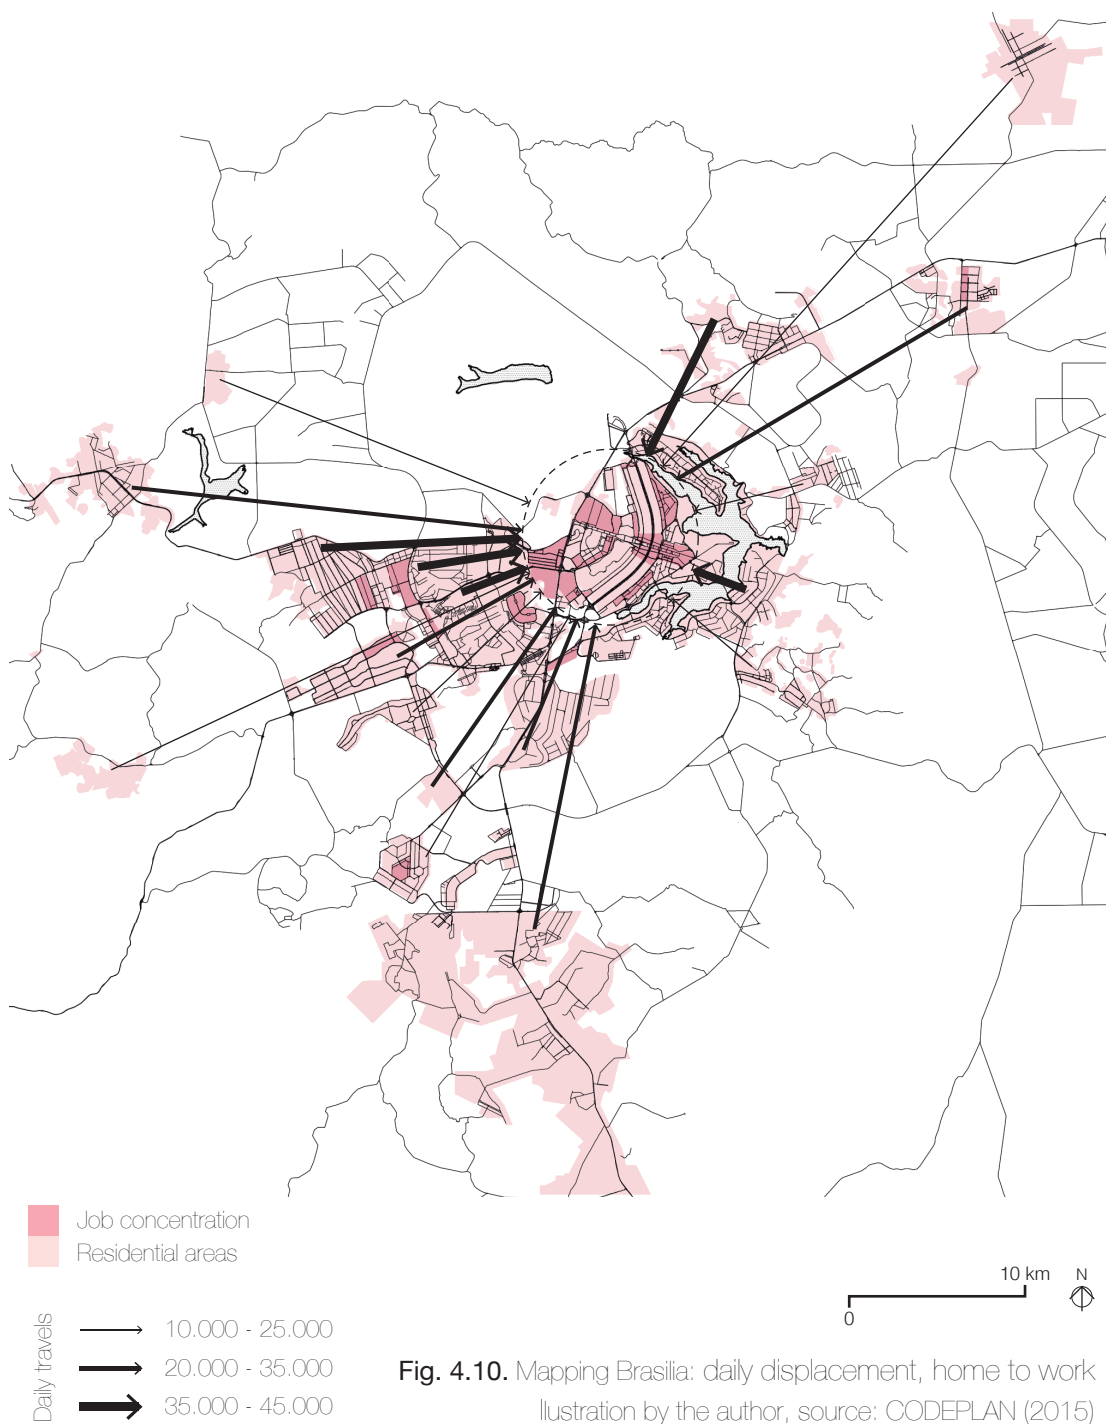 Job concentration
Residential areas
10 km
N
0
Daily travels
10.000 - 25.000
20.000 - 35.000
35.000 - 45.000
Fig. 4.10. Mapping Brasilia: daily displacement, home to work
llustration by the author, source: CODEPLAN (2015)